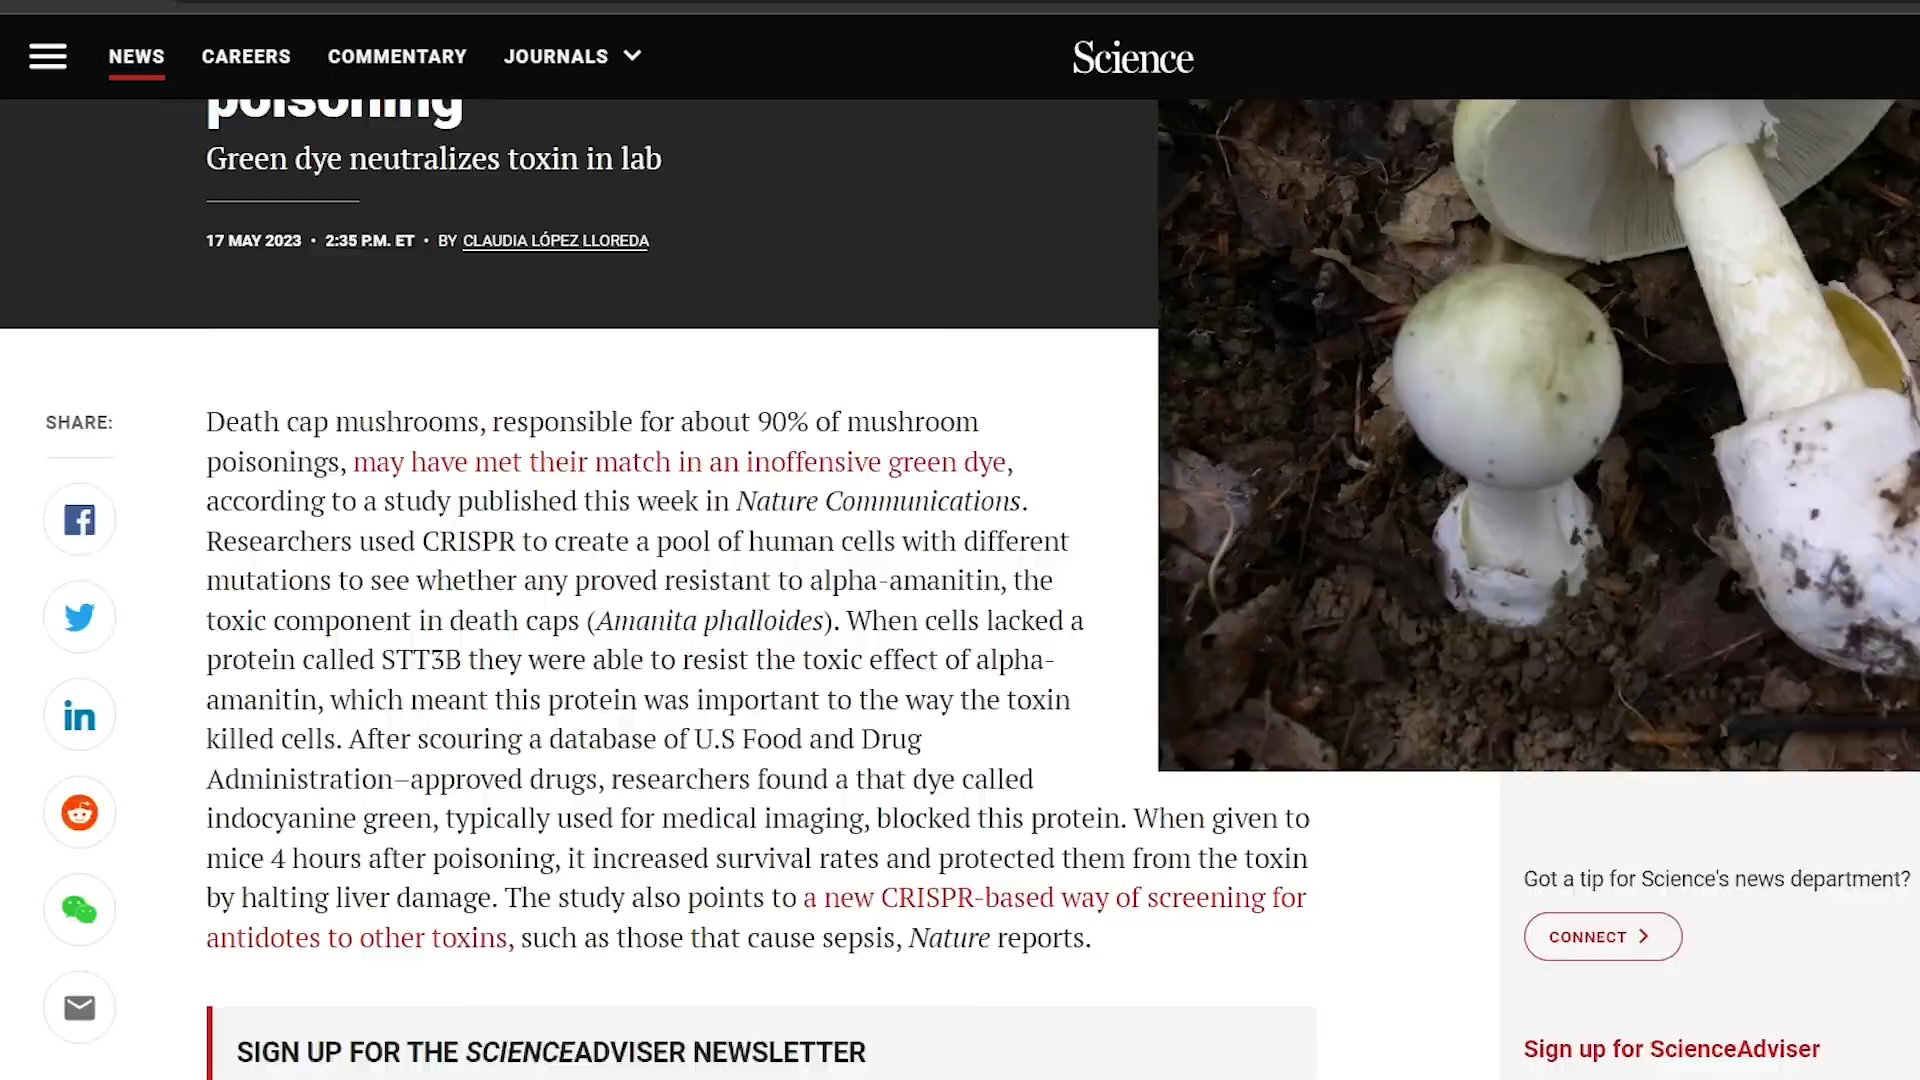 NEWS CAREERS COMMENTARY JOURNALS
Science
poisoning
Green dye neutralizes toxin in lab
17 MAY 2023 • 2:35 P.M. ET • BY CLAUDIA LÓPEZ LLOREDA
SHARE:
Death cap mushrooms, responsible for about 90% of mushroom
poisonings, may have met their match in an inoffensive green dye,
according to a study published this week in Nature Communications.
Researchers used CRISPR to create a pool of human cells with different
mutations to see whether any proved resistant to alpha-amanitin, the
toxic component in death caps (Amanita phalloides). When cells lacked a
protein called STT3B they were able to resist the toxic effect of alpha-
amanitin, which meant this protein was important to the way the toxin
killed cells. After scouring a database of U.S Food and Drug
Administration–approved drugs, researchers found a that dye called
indocyanine green, typically used for medical imaging, blocked this protein. When given to
mice 4 hours after poisoning, it increased survival rates and protected them from the toxin
by halting liver damage. The study also points to a new CRISPR-based way of screening for
antidotes to other toxins, such as those that cause sepsis, Nature reports.
SIGN UP FOR THE SCIENCEADVISER NEWSLETTER
Got a tip for Science's news department?
CONNECT
Sign up for ScienceAdviser